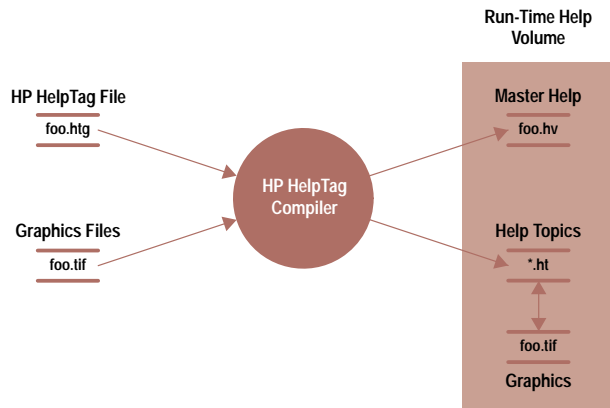 Run-Time Help
Volume
HP HelpTag File
foo.htg
Graphics Files
foo.tif
HP HelpTag
Compiler
Master Help
foo.hv
Help Topics
*.ht
foo.tif
Graphics